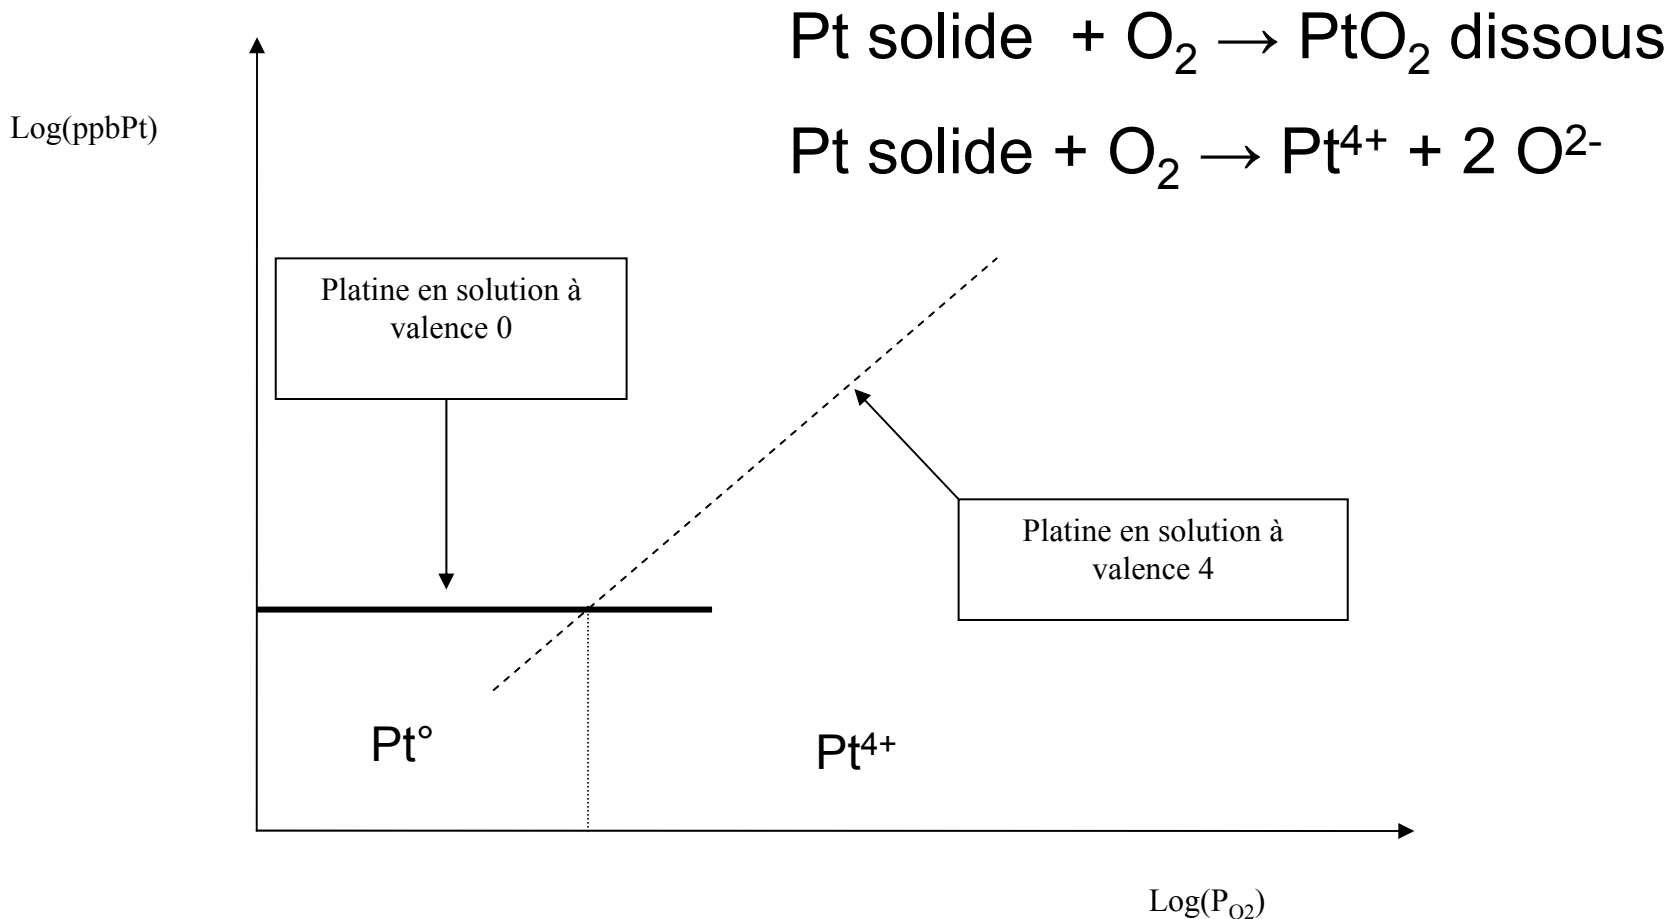 Pt solide + O₂ → PtO₂ dissous
Log(ppbPt)
Pt solide + O₂ → Pt⁴⁺ + 2 O²⁻
Platine en solution à
valence 0
Platine en solution à
valence 4
Pt°
Pt⁴⁺
Log(P_O2)